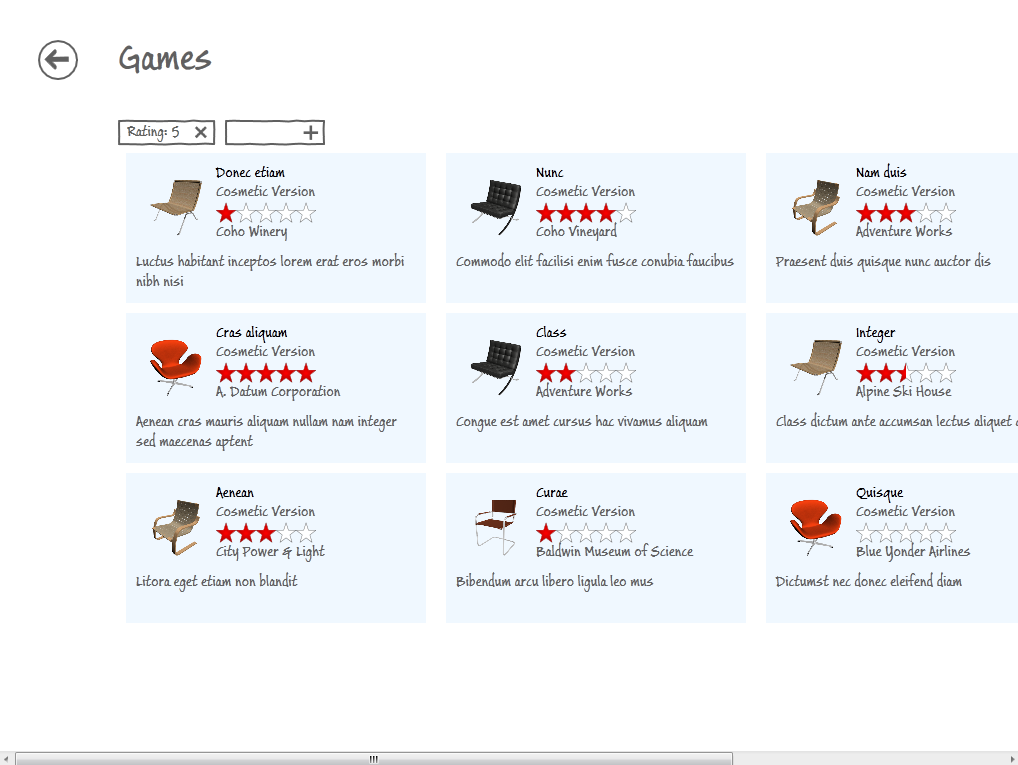 Games
Rating: 5
Donec etiam
Cosmetic Version
Coho Winery
Luctus habitant inceptos lorem erat eros morbi
nibh nisi
Nunc
Cosmetic Version
Coho Vineyard
Commodo elit facilisi enim fusce conubia faucibus
Nam duis
Cosmetic Version
Adventure Works
Praesent duis quisque nunc auctor dis
Cras aliquam
Cosmetic Version
A. Datum Corporation
Aenean cras mauris aliquam nullam nam integer
sed maecenas aptent
Class
Cosmetic Version
Adventure Works
Congue est amet cursus hac vivamus aliquam
Integer
Cosmetic Version
Alpine Ski House
Class dictum ante accumsan lectus aliquet
Aenean
Cosmetic Version
City Power & Light
Litora eget etiam non blandit
Curae
Cosmetic Version
Baldwin Museum of Science
Bibendum arcu libero ligula leo mus
Quisque
Cosmetic Version
Blue Yonder Airlines
Dictumst nec donec eleifend diam